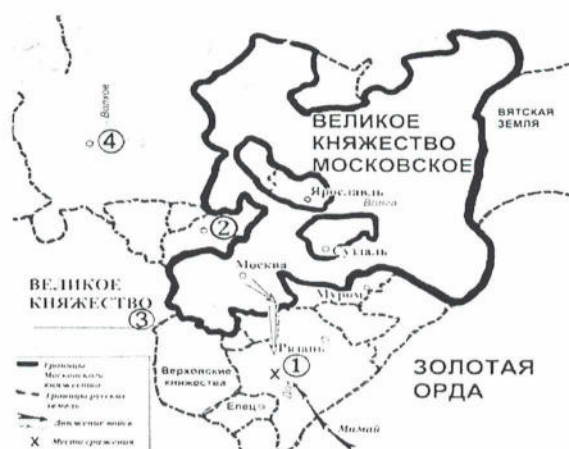 Волхов
④
ВЕЛИКОЕ
КНЯЖЕСТВО
МОСКОВСКОЕ
ВЯТСКАЯ
ЗЕМЛЯ
Ярославль
Волга
②
Суздаль
Москва
ВЕЛИКОЕ
КНЯЖЕСТВО
③
Муром
Рязань
①
Верховские
княжества
ЗОЛОТАЯ
ОРДА
Елец
Мамай
Границы
Московского
княжества
Границы русских
земель
Движение войск
Место сражения